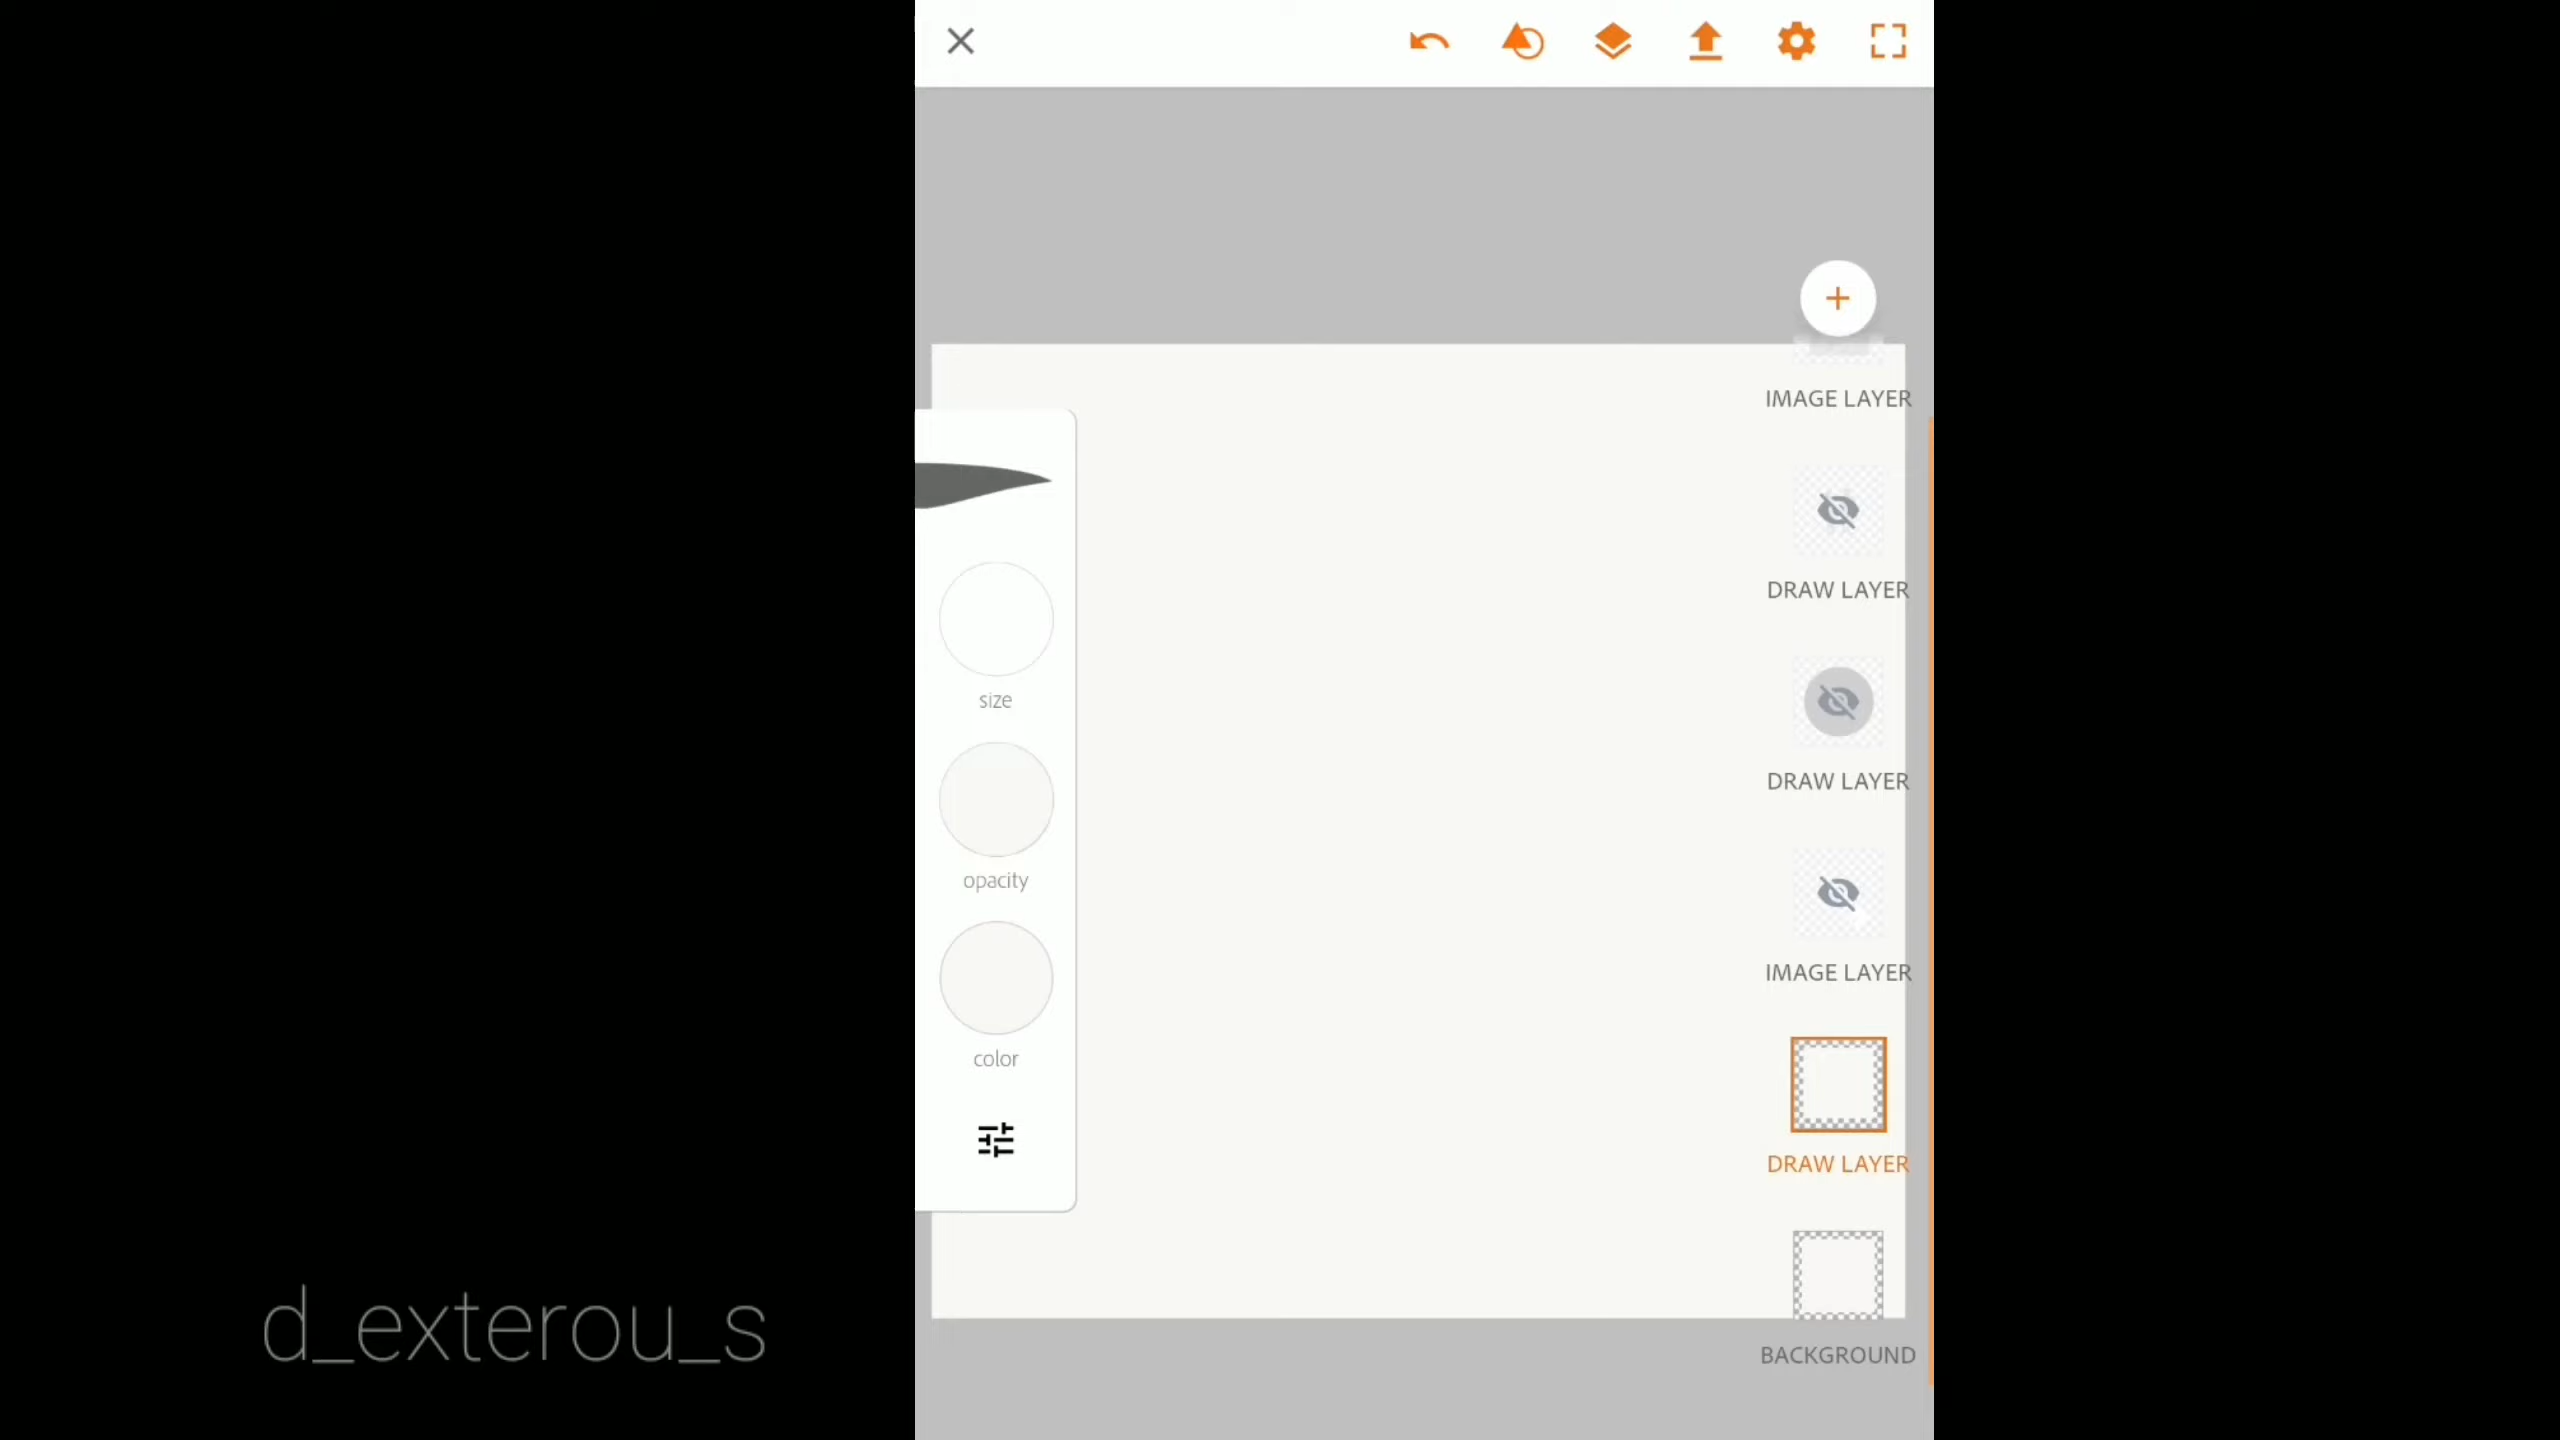 IMAGE LAYER
DRAW LAYER
size
DRAW LAYER
opacity
IMAGE LAYER
color
DRAW LAYER
BACKGROUND
d_exterou_s